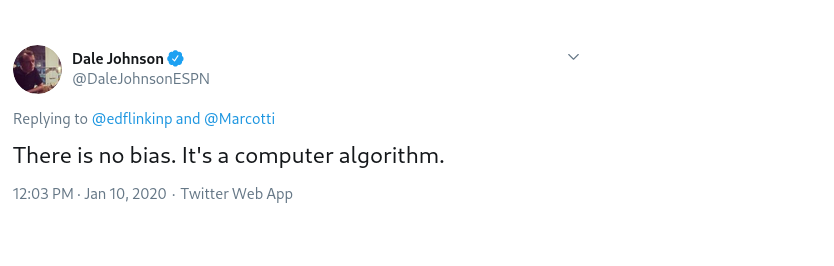 Dale Johnson
@DaleJohnsonESPN
Replying to @edflinkinp and @Marcotti
There is no bias. It's a computer algorithm.
12:03 PM · Jan 10, 2020 · Twitter Web App